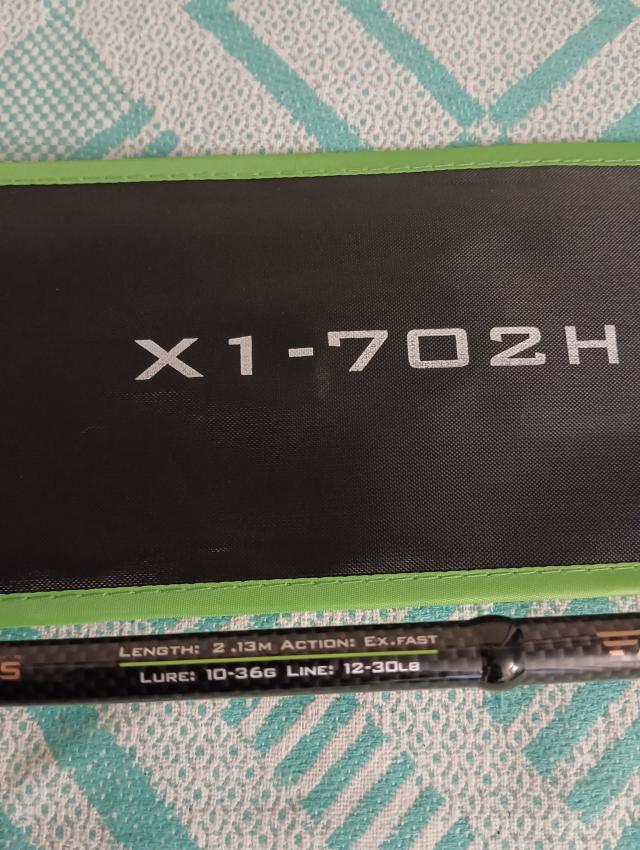 X1-702H
Length: 2.13m Action: Ex.fast
Lure: 10-36g Line: 12-30lb